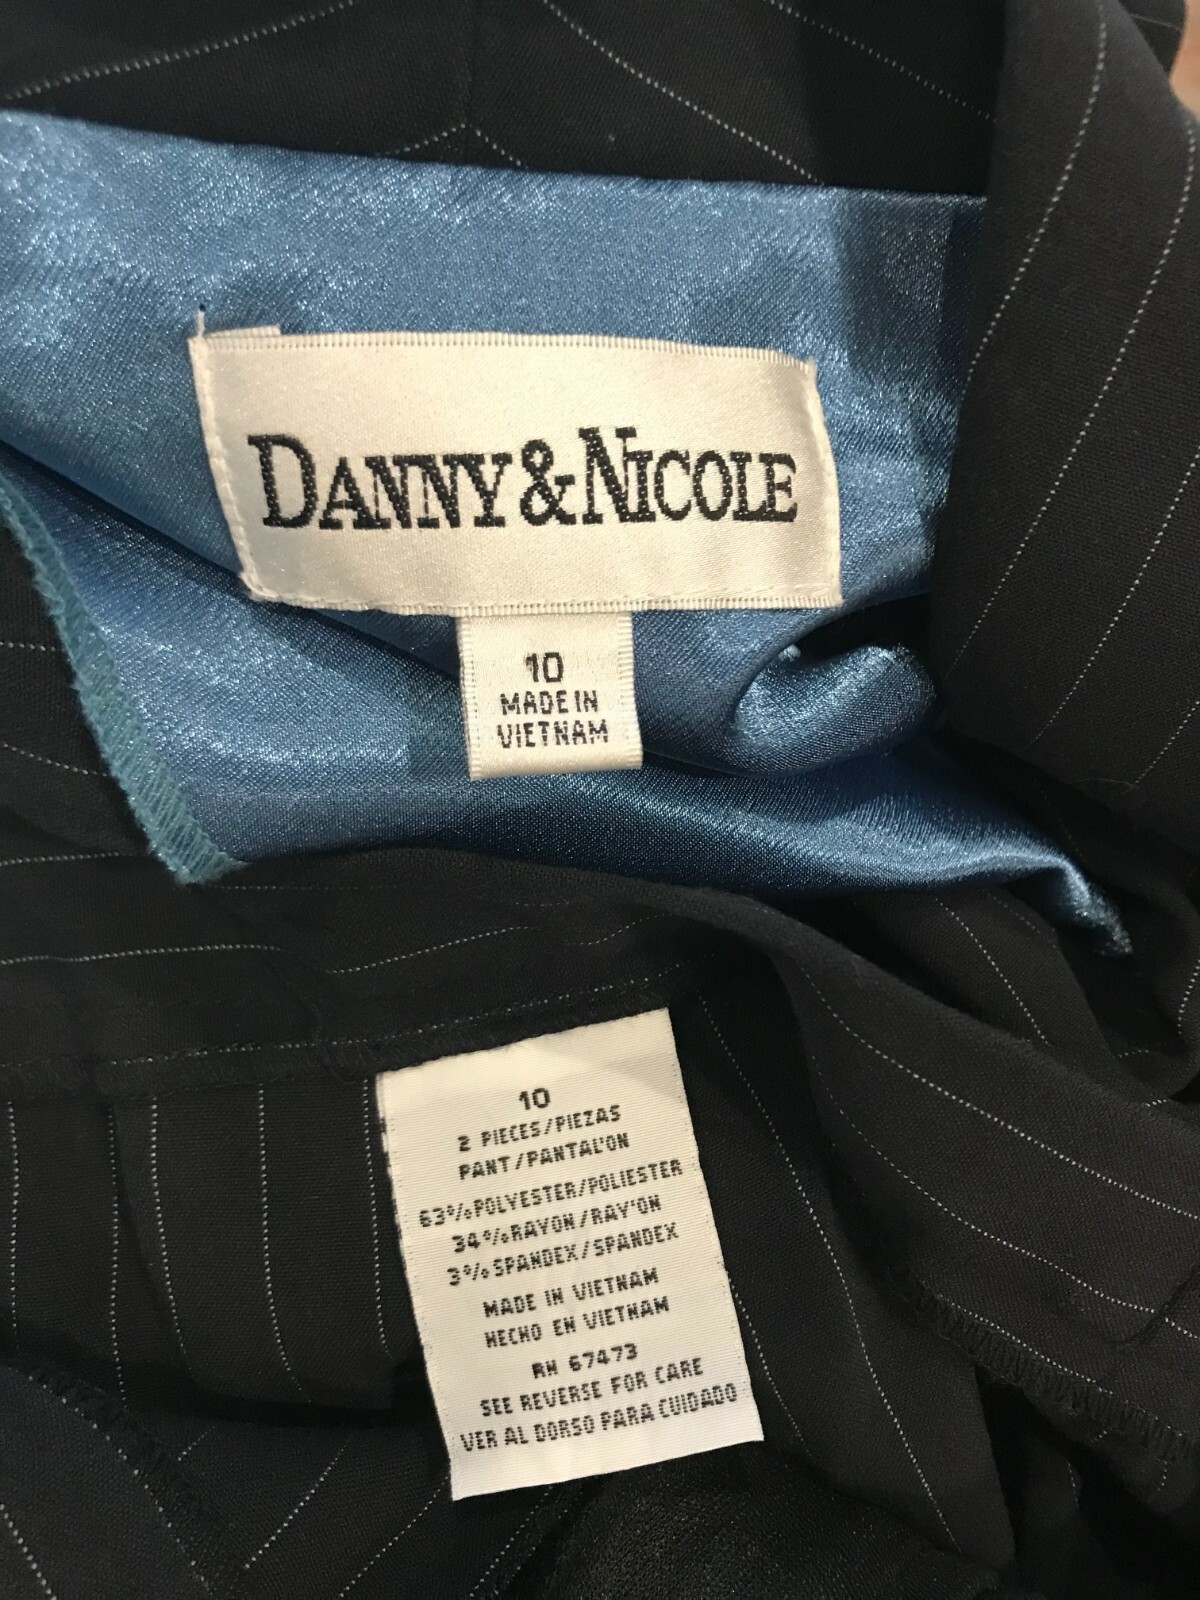 DANNY & NICOLE
10
MADE IN
VIETNAM
10
2 PIECES/PIEZAS
PANT/PANTAL'ON
63% POLYESTER/POLIESTER
34% RAYON/RAY'ON
3% SPANDEX/SPANDEX
MADE IN VIETNAM
HECHO EN VIETNAM
RN 67473
SEE REVERSE FOR CARE
VER AL DORSO PARA CUIDADO